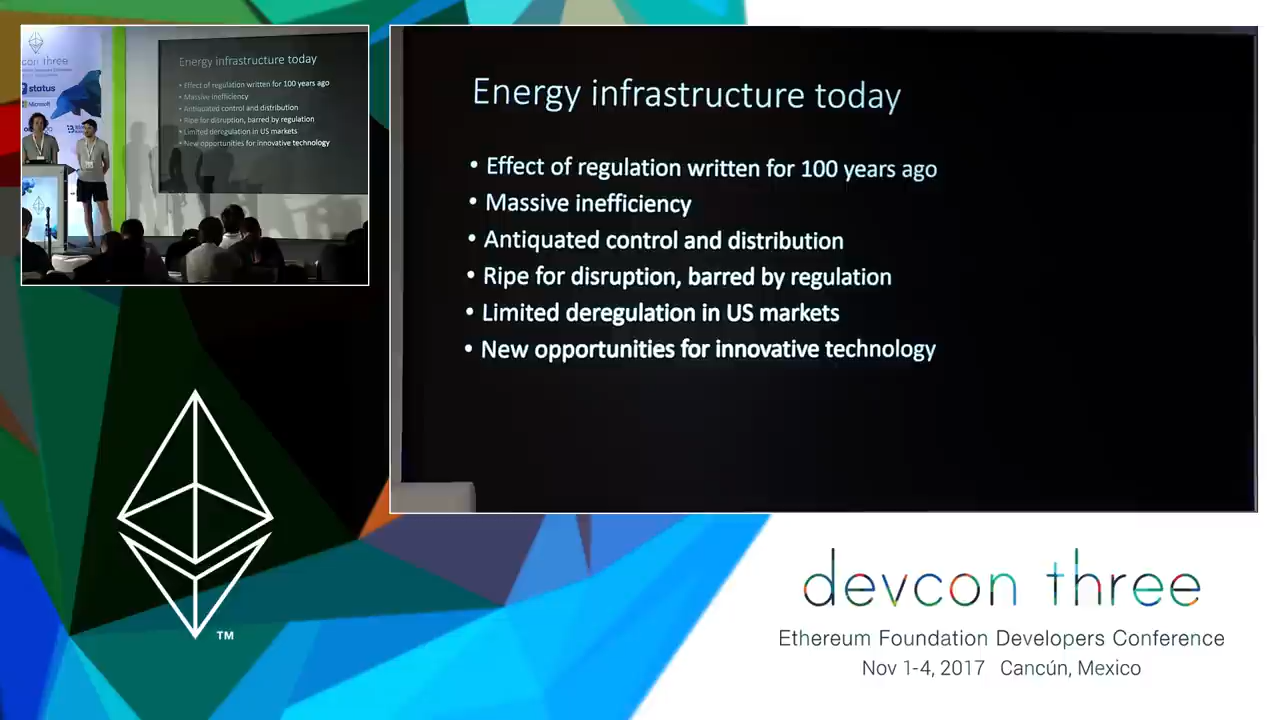 devcon three
status
Microsoft
Energy infrastructure today
• Effect of regulation written for 100 years ago
• Massive inefficiency
• Antiquated control and distribution
• Ripe for disruption, barred by regulation
• Limited deregulation in US markets
• New opportunities for innovative technology
Energy infrastructure today
• Effect of regulation written for 100 years ago
• Massive inefficiency
• Antiquated control and distribution
• Ripe for disruption, barred by regulation
• Limited deregulation in US markets
• New opportunities for innovative technology
TM
devcon three
Ethereum Foundation Developers Conference
Nov 1-4, 2017 Cancún, Mexico